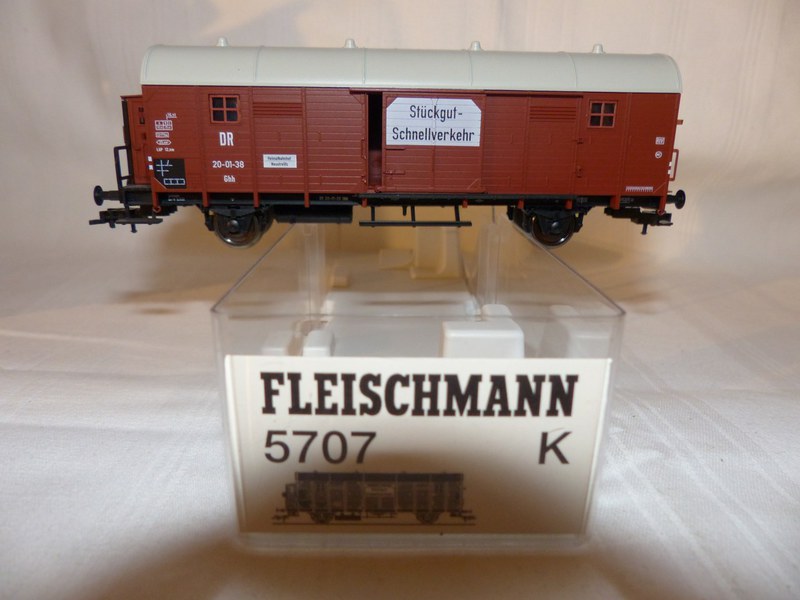 Stückgut-
Schnellverkehr
DR
20-01-38
Ghh
FLEISCHMANN
5707 K